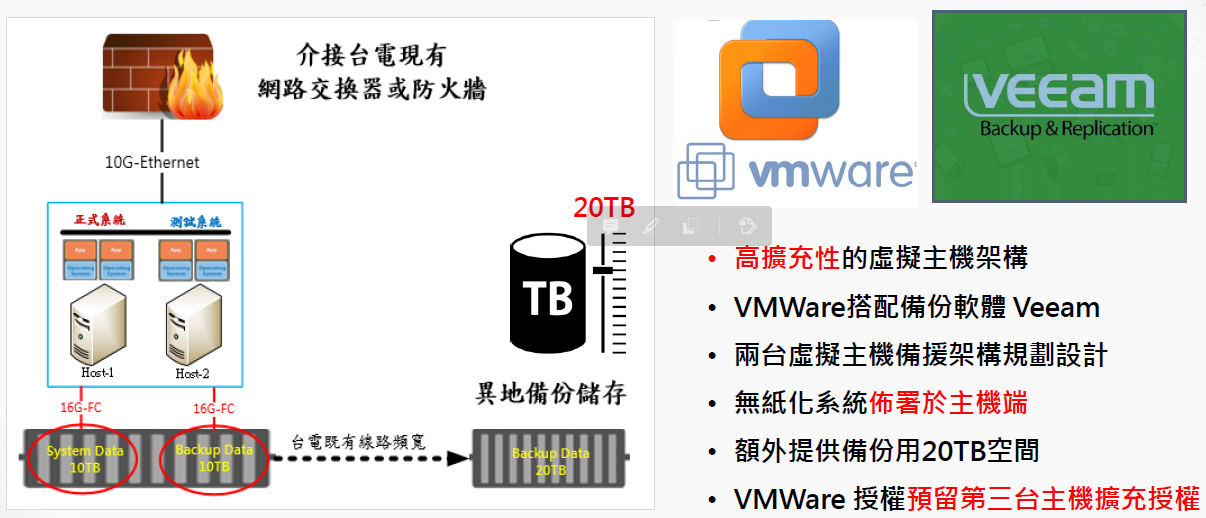 介接台電現有
網路交換器或防火牆
10G-Ethernet
正式系統
測試系統
App
App
App
App
Operating
System
Operating
System
Operating
System
Operating
System
Host-1
Host-2
16G-FC
16G-FC
System Data
10TB
Backup Data
10TB
台電既有線路頻寬
20TB
TB
異地備份儲存
Backup Data
20TB
vmware®
veeam
Backup & Replication™
• 高擴充性的虛擬主機架構
• VMWare搭配備份軟體 Veeam
• 兩台虛擬主機備援架構規劃設計
• 無紙化系統佈署於主機端
• 額外提供備份用20TB空間
• VMWare 授權預留第三台主機擴充授權